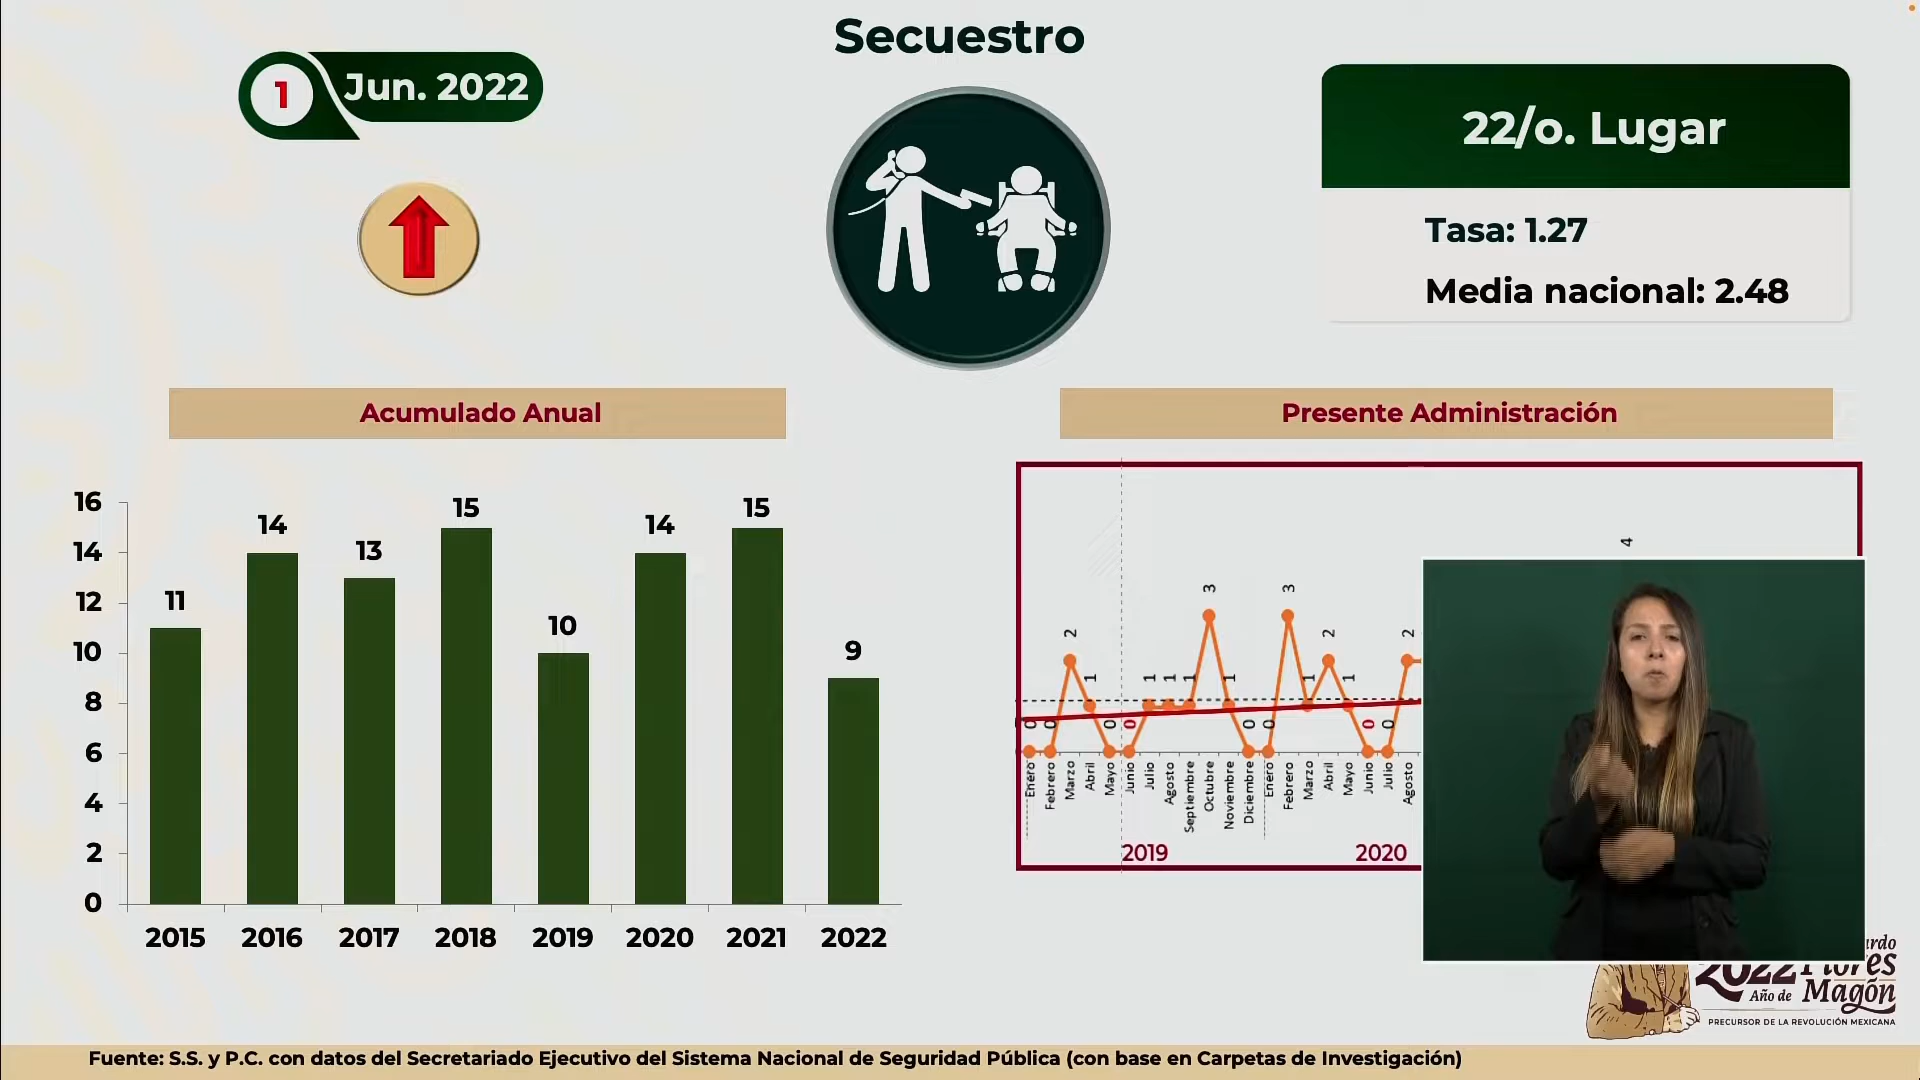 Secuestro
1
Jun. 2022
22/o. Lugar
Tasa: 1.27
Media nacional: 2.48
Acumulado Anual
16
14
12
10
8
6
4
2
0
11
14
13
15
10
14
15
9
2015 2016 2017 2018 2019 2020 2021 2022
Presente Administración
4
0 0 2 1 0 0 1 1 1 3 1 0 0 3 1 2 1 0 0 2
Enero Febrero Marzo Abril Mayo Junio Julio Agosto Septiembre Octubre Noviembre Diciembre Enero Febrero Marzo Abril Mayo Junio Julio Agosto
2019 2020
2022 Flores
Año de Magón
PRECURSOR DE LA REVOLUCIÓN MEXICANA
Fuente: S.S. y P.C. con datos del Secretariado Ejecutivo del Sistema Nacional de Seguridad Pública (con base en Carpetas de Investigación)